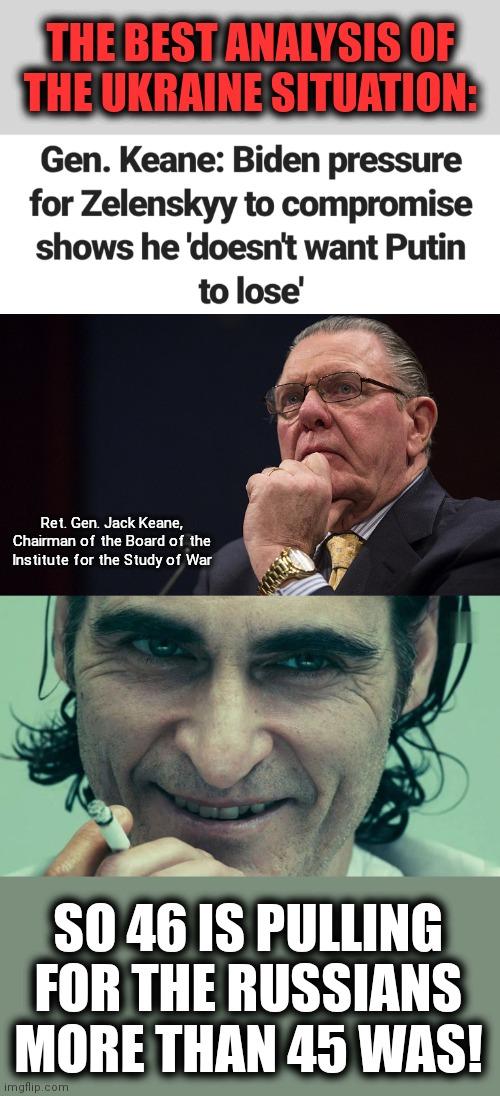 THE BEST ANALYSIS OF
THE UKRAINE SITUATION:
Gen. Keane: Biden pressure
for Zelenskyy to compromise
shows he 'doesn't want Putin
to lose'
Ret. Gen. Jack Keane,
Chairman of the Board of the
Institute for the Study of War
SO 46 IS PULLING
FOR THE RUSSIANS
MORE THAN 45 WAS!
imgflip.com